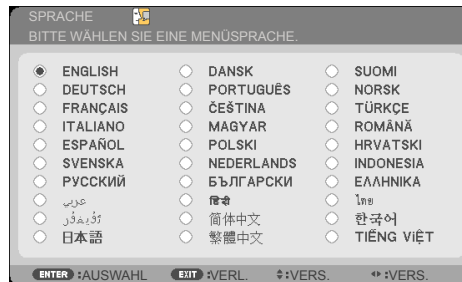 SPRACHE
BITTE WÄHLEN SIE EINE MENÜSPRACHE.
ENGLISH DANSK SUOMI
DEUTSCH PORTUGUÊS NORSK
FRANÇAIS ČEŠTINA TÜRKÇE
ITALIANO MAGYAR ROMÂNĂ
ESPAÑOL POLSKI HRVATSKI
SVENSKA NEDERLANDS INDONESIA
РУССКИЙ БЪЛГАРСКИ ΕΛΛΗΝΙΚΑ
عربي हिंदी ไทย
简体中文 한국어
日本語 繁體中文 TIẾNG VIỆT
ENTER :AUSWAHL EXIT :VERL. :VERS. :VERS.